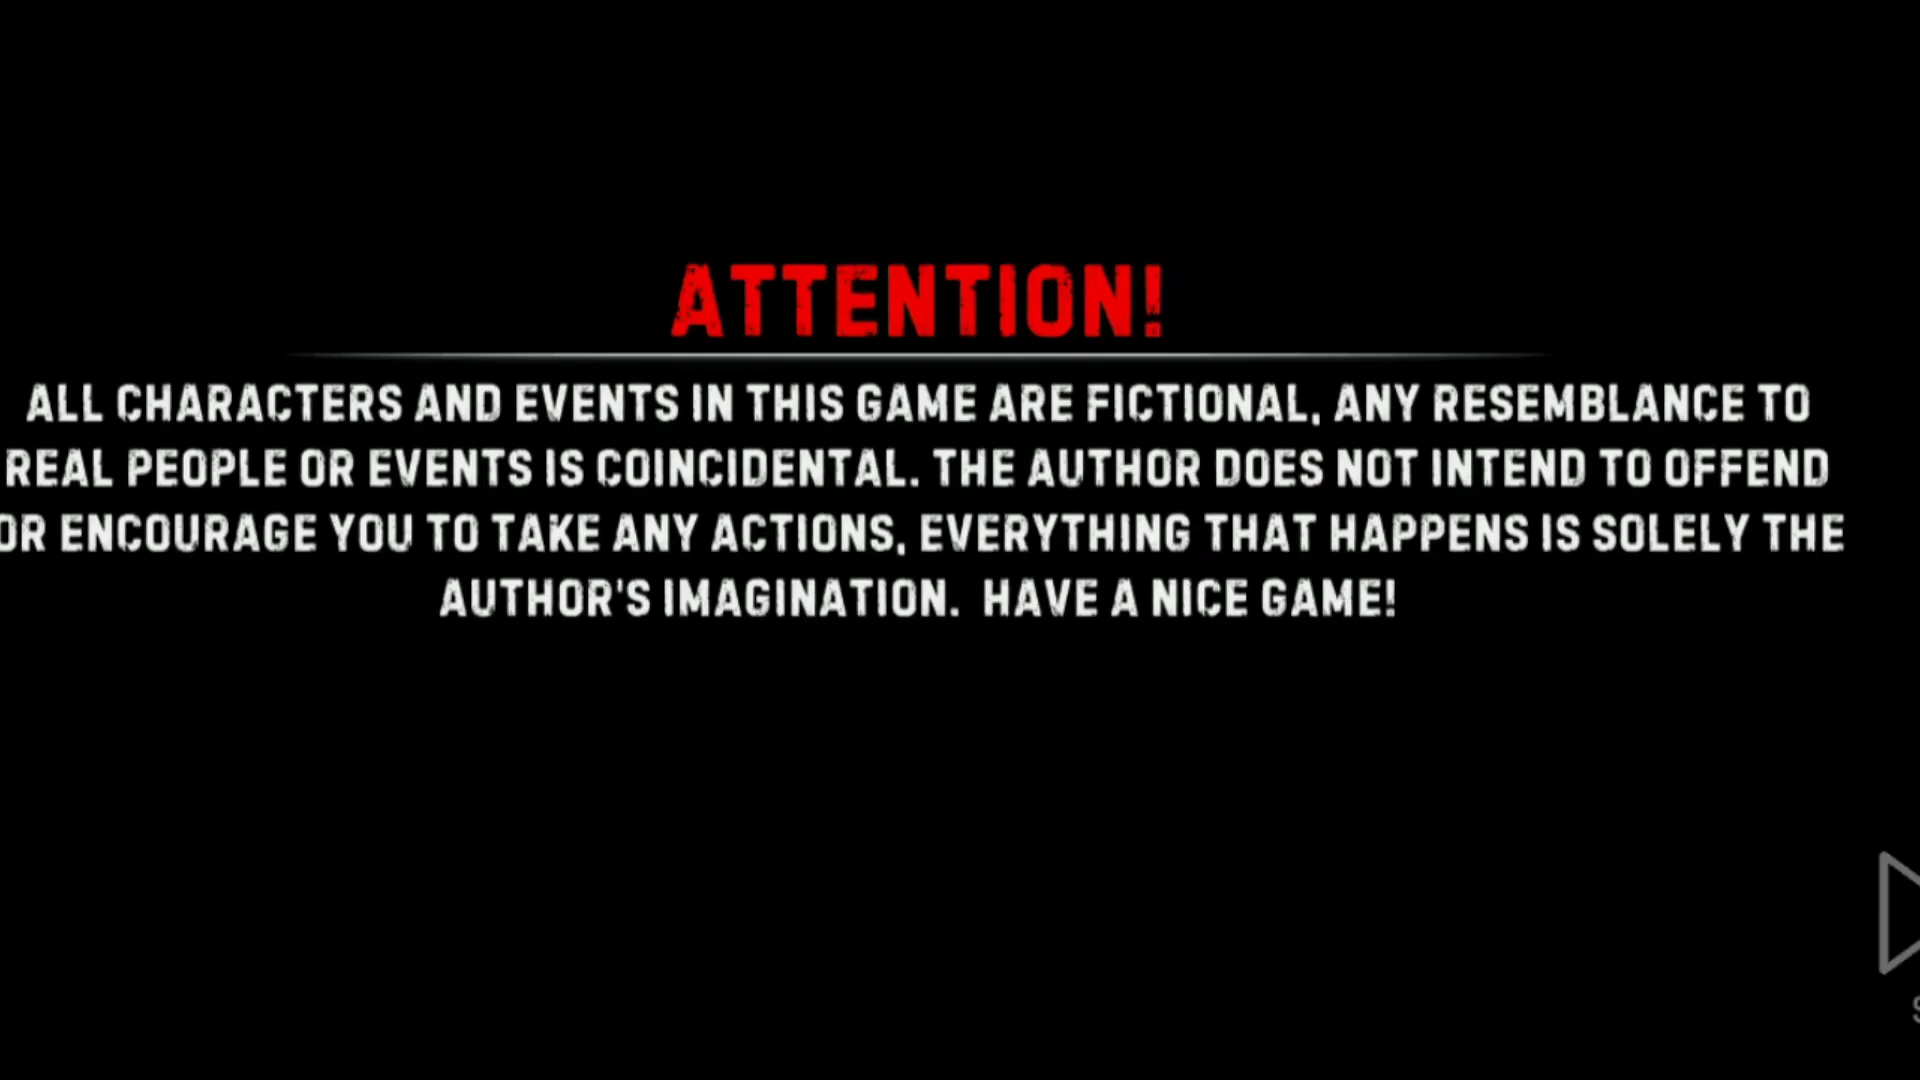 ATTENTION!
ALL CHARACTERS AND EVENTS IN THIS GAME ARE FICTIONAL, ANY RESEMBLANCE TO
REAL PEOPLE OR EVENTS IS COINCIDENTAL. THE AUTHOR DOES NOT INTEND TO OFFEND
OR ENCOURAGE YOU TO TAKE ANY ACTIONS, EVERYTHING THAT HAPPENS IS SOLELY THE
AUTHOR'S IMAGINATION. HAVE A NICE GAME!